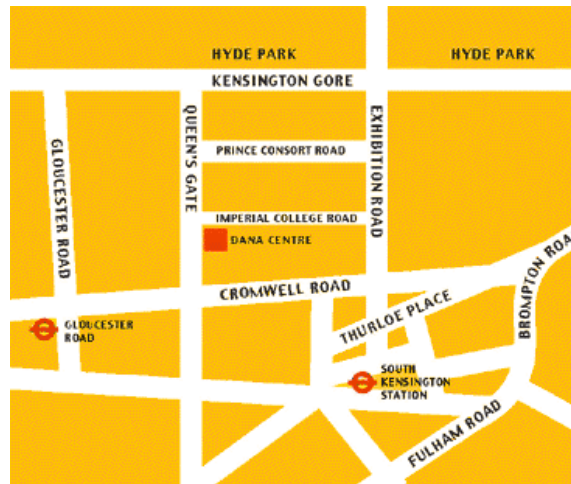 HYDE PARK
HYDE PARK
KENSINGTON GORE
QUEEN'S GATE
EXHIBITION ROAD
GLOUCESTER ROAD
PRINCE CONSORT ROAD
IMPERIAL COLLEGE ROAD
DANA CENTRE
CROMWELL ROAD
THURLOE PLACE
BROMPTON ROAD
GLOUCESTER
ROAD
SOUTH
KENSINGTON
STATION
FULHAM ROAD